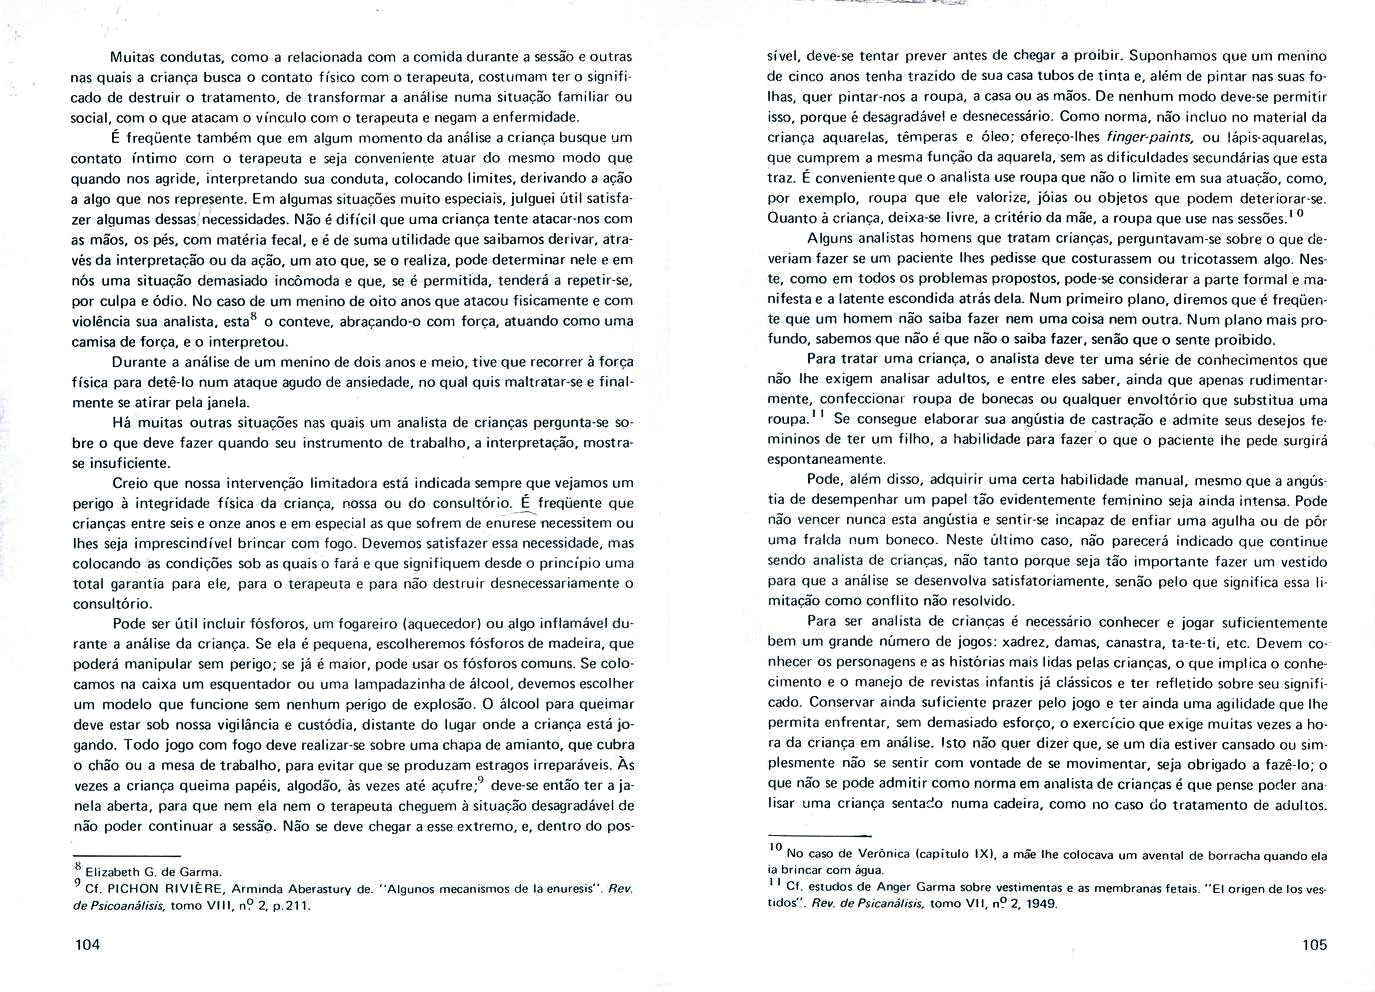 Muitas condutas, como a relacionada com a comida durante a sessão e outras
nas quais a criança busca o contato físico com o terapeuta, costumam ter o signifi-
cado de destruir o tratamento, de transformar a análise numa situação familiar ou
social, com o que atacam o vínculo com o terapeuta e negam a enfermidade.
É freqüente também que em algum momento da análise a criança busque um
contato íntimo com o terapeuta e seja conveniente atuar do mesmo modo que
quando nos agride, interpretando sua conduta, colocando limites, derivando a ação
a algo que nos represente. Em algumas situações muito especiais, julguei útil satisfa-
zer algumas dessas necessidades. Não é difícil que uma criança tente atacar-nos com
as mãos, os pés, com matéria fecal, e é de suma utilidade que saibamos derivar, atra-
vés da interpretação ou da ação, um ato que, se o realiza, pode determinar nele e em
nós uma situação demasiado incômoda e que, se é permitida, tenderá a repetir-se,
por culpa e ódio. No caso de um menino de oito anos que atacou fisicamente e com
violência sua analista, esta⁸ o conteve, abraçando-o com força, atuando como uma
camisa de força, e o interpretou.
Durante a análise de um menino de dois anos e meio, tive que recorrer à força
física para detê-lo num ataque agudo de ansiedade, no qual quis maltratar-se e final-
mente se atirar pela janela.
Há muitas outras situações nas quais um analista de crianças pergunta-se so-
bre o que deve fazer quando seu instrumento de trabalho, a interpretação, mostra-
se insuficiente.
Creio que nossa intervenção limitadora está indicada sempre que vejamos um
perigo à integridade física da criança, nossa ou do consultório. É freqüente que
crianças entre seis e onze anos e em especial as que sofrem de enurese necessitem ou
lhes seja imprescindível brincar com fogo. Devemos satisfazer essa necessidade, mas
colocando as condições sob as quais o fará e que signifiquem desde o princípio uma
total garantia para ele, para o terapeuta e para não destruir desnecessariamente o
consultório.
Pode ser útil incluir fósforos, um fogareiro (aquecedor) ou algo inflamável du-
rante a análise da criança. Se ela é pequena, escolheremos fósforos de madeira, que
poderá manipular sem perigo; se já é maior, pode usar os fósforos comuns. Se colo-
camos na caixa um esquentador ou uma lampadazinha de álcool, devemos escolher
um modelo que funcione sem nenhum perigo de explosão. O álcool para queimar
deve estar sob nossa vigilância e custódia, distante do lugar onde a criança está jo-
gando. Todo jogo com fogo deve realizar-se sobre uma chapa de amianto, que cubra
o chão ou a mesa de trabalho, para evitar que se produzam estragos irreparáveis. Às
vezes a criança queima papéis, algodão, às vezes até açufre;⁹ deve-se então ter a ja-
nela aberta, para que nem ela nem o terapeuta cheguem à situação desagradável de
não poder continuar a sessão. Não se deve chegar a esse extremo, e, dentro do pos-
⁸ Elizabeth G. de Garma.
⁹ Cf. PICHON RIVIÈRE, Arminda Aberastury de. "Algunos mecanismos de la enuresis". Rev.
de Psicoanálisis, tomo VIII, nº 2, p.211.
104
sível, deve-se tentar prever antes de chegar a proibir. Suponhamos que um menino
de cinco anos tenha trazido de sua casa tubos de tinta e, além de pintar nas suas fo-
lhas, quer pintar-nos a roupa, a casa ou as mãos. De nenhum modo deve-se permitir
isso, porque é desagradável e desnecessário. Como norma, não incluo no material da
criança aquarelas, têmperas e óleo; ofereço-lhes finger-paints, ou lápis-aquarelas,
que cumprem a mesma função da aquarela, sem as dificuldades secundárias que esta
traz. É conveniente que o analista use roupa que não o limite em sua atuação, como,
por exemplo, roupa que ele valorize, jóias ou objetos que podem deteriorar-se.
Quanto à criança, deixa-se livre, a critério da mãe, a roupa que use nas sessões.¹⁰
Alguns analistas homens que tratam crianças, perguntavam-se sobre o que de-
veriam fazer se um paciente lhes pedisse que costurassem ou tricotassem algo. Nes-
te, como em todos os problemas propostos, pode-se considerar a parte formal e ma-
nifesta e a latente escondida atrás dela. Num primeiro plano, diremos que é freqüen-
te que um homem não saiba fazer nem uma coisa nem outra. Num plano mais pro-
fundo, sabemos que não é que não o saiba fazer, senão que o sente proibido.
Para tratar uma criança, o analista deve ter uma série de conhecimentos que
não lhe exigem analisar adultos, e entre eles saber, ainda que apenas rudimentar-
mente, confeccionar roupa de bonecas ou qualquer envoltório que substitua uma
roupa.¹¹ Se consegue elaborar sua angústia de castração e admite seus desejos fe-
mininos de ter um filho, a habilidade para fazer o que o paciente lhe pede surgirá
espontaneamente.
Pode, além disso, adquirir uma certa habilidade manual, mesmo que a angús-
tia de desempenhar um papel tão evidentemente feminino seja ainda intensa. Pode
não vencer nunca esta angústia e sentir-se incapaz de enfiar uma agulha ou de pôr
uma fralda num boneco. Neste último caso, não parecerá indicado que continue
sendo analista de crianças, não tanto porque seja tão importante fazer um vestido
para que a análise se desenvolva satisfatoriamente, senão pelo que significa essa li-
mitação como conflito não resolvido.
Para ser analista de crianças é necessário conhecer e jogar suficientemente
bem um grande número de jogos: xadrez, damas, canastra, ta-te-ti, etc. Devem co-
nhecer os personagens e as histórias mais lidas pelas crianças, o que implica o conhe-
cimento e o manejo de revistas infantis já clássicos e ter refletido sobre seu signifi-
cado. Conservar ainda suficiente prazer pelo jogo e ter ainda uma agilidade que lhe
permita enfrentar, sem demasiado esforço, o exercício que exige muitas vezes a ho-
ra da criança em análise. Isto não quer dizer que, se um dia estiver cansado ou sim-
plesmente não se sentir com vontade de se movimentar, seja obrigado a fazê-lo; o
que não se pode admitir como norma em analista de crianças é que pense poder ana
lisar uma criança sentado numa cadeira, como no caso do tratamento de adultos.
¹⁰ No caso de Verônica (capítulo IX), a mãe lhe colocava um avental de borracha quando ela
ia brincar com água.
¹¹ Cf. estudos de Anger Garma sobre vestimentas e as membranas fetais. "El origen de los ves-
tidos". Rev. de Psicanálisis, tomo VII, nº 2, 1949.
105